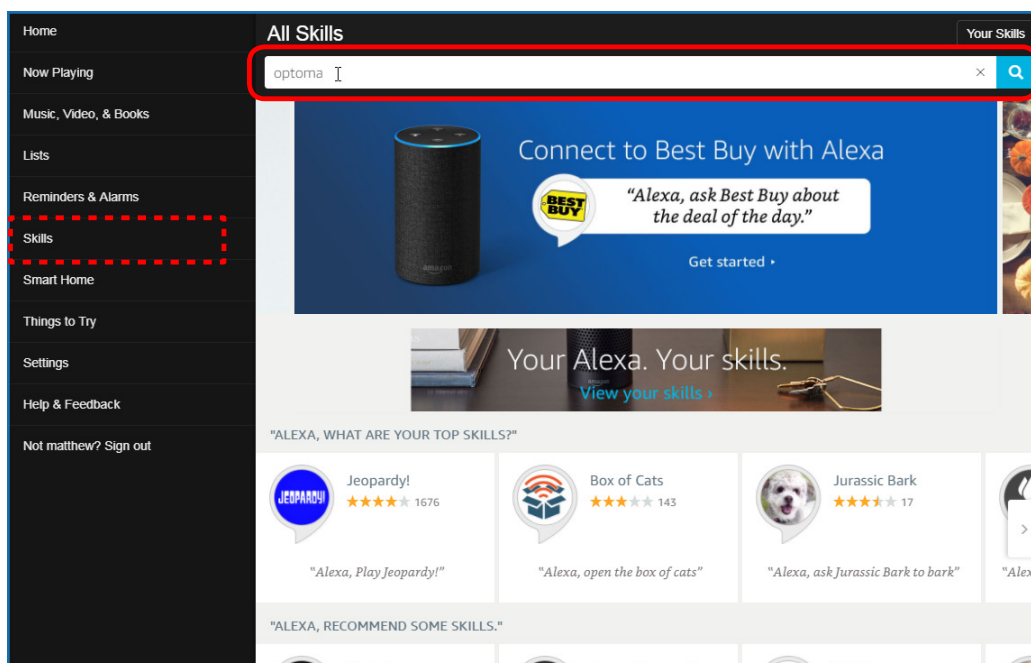 Home
Now Playing
Music, Video, & Books
Lists
Reminders & Alarms
Skills
Smart Home
Things to Try
Settings
Help & Feedback
Not matthew? Sign out
All Skills
Your Skills
optoma
×
Connect to Best Buy with Alexa
BEST
BUY
"Alexa, ask Best Buy about
the deal of the day."
Get started ›
amazon
Your Alexa. Your skills.
amazon
View your skills ›
"ALEXA, WHAT ARE YOUR TOP SKILLS?"
JEOPARDY!
Jeopardy!
1676
"Alexa, Play Jeopardy!"
Box of Cats
143
"Alexa, open the box of cats"
Jurassic Bark
17
"Alexa, ask Jurassic Bark to bark"
"ALEXA, RECOMMEND SOME SKILLS."